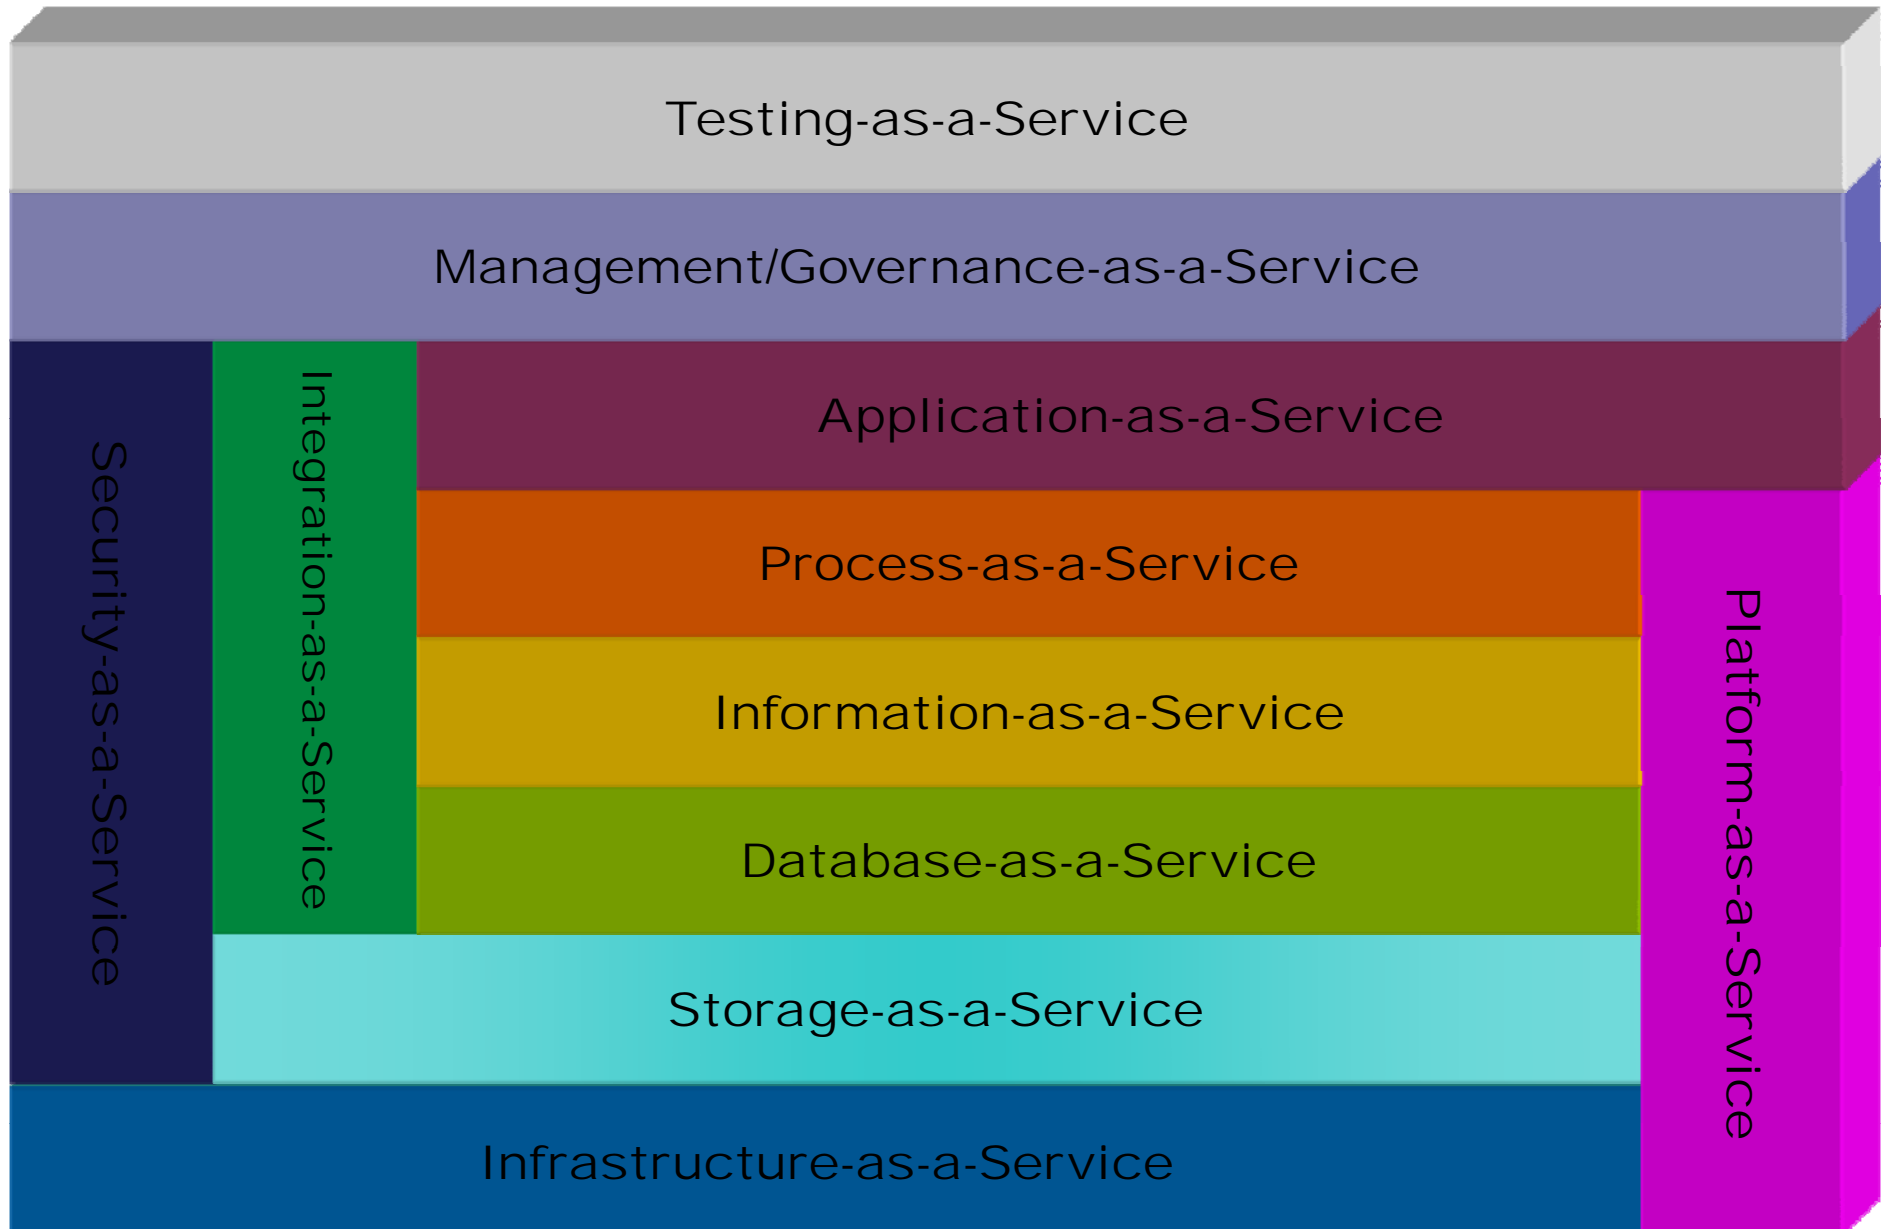 Testing-as-a-Service
Management/Governance-as-a-Service
Security-as-a-Service
Integration-as-a-Service
Application-as-a-Service
Process-as-a-Service
Information-as-a-Service
Database-as-a-Service
Storage-as-a-Service
Platform-as-a-Service
Infrastructure-as-a-Service